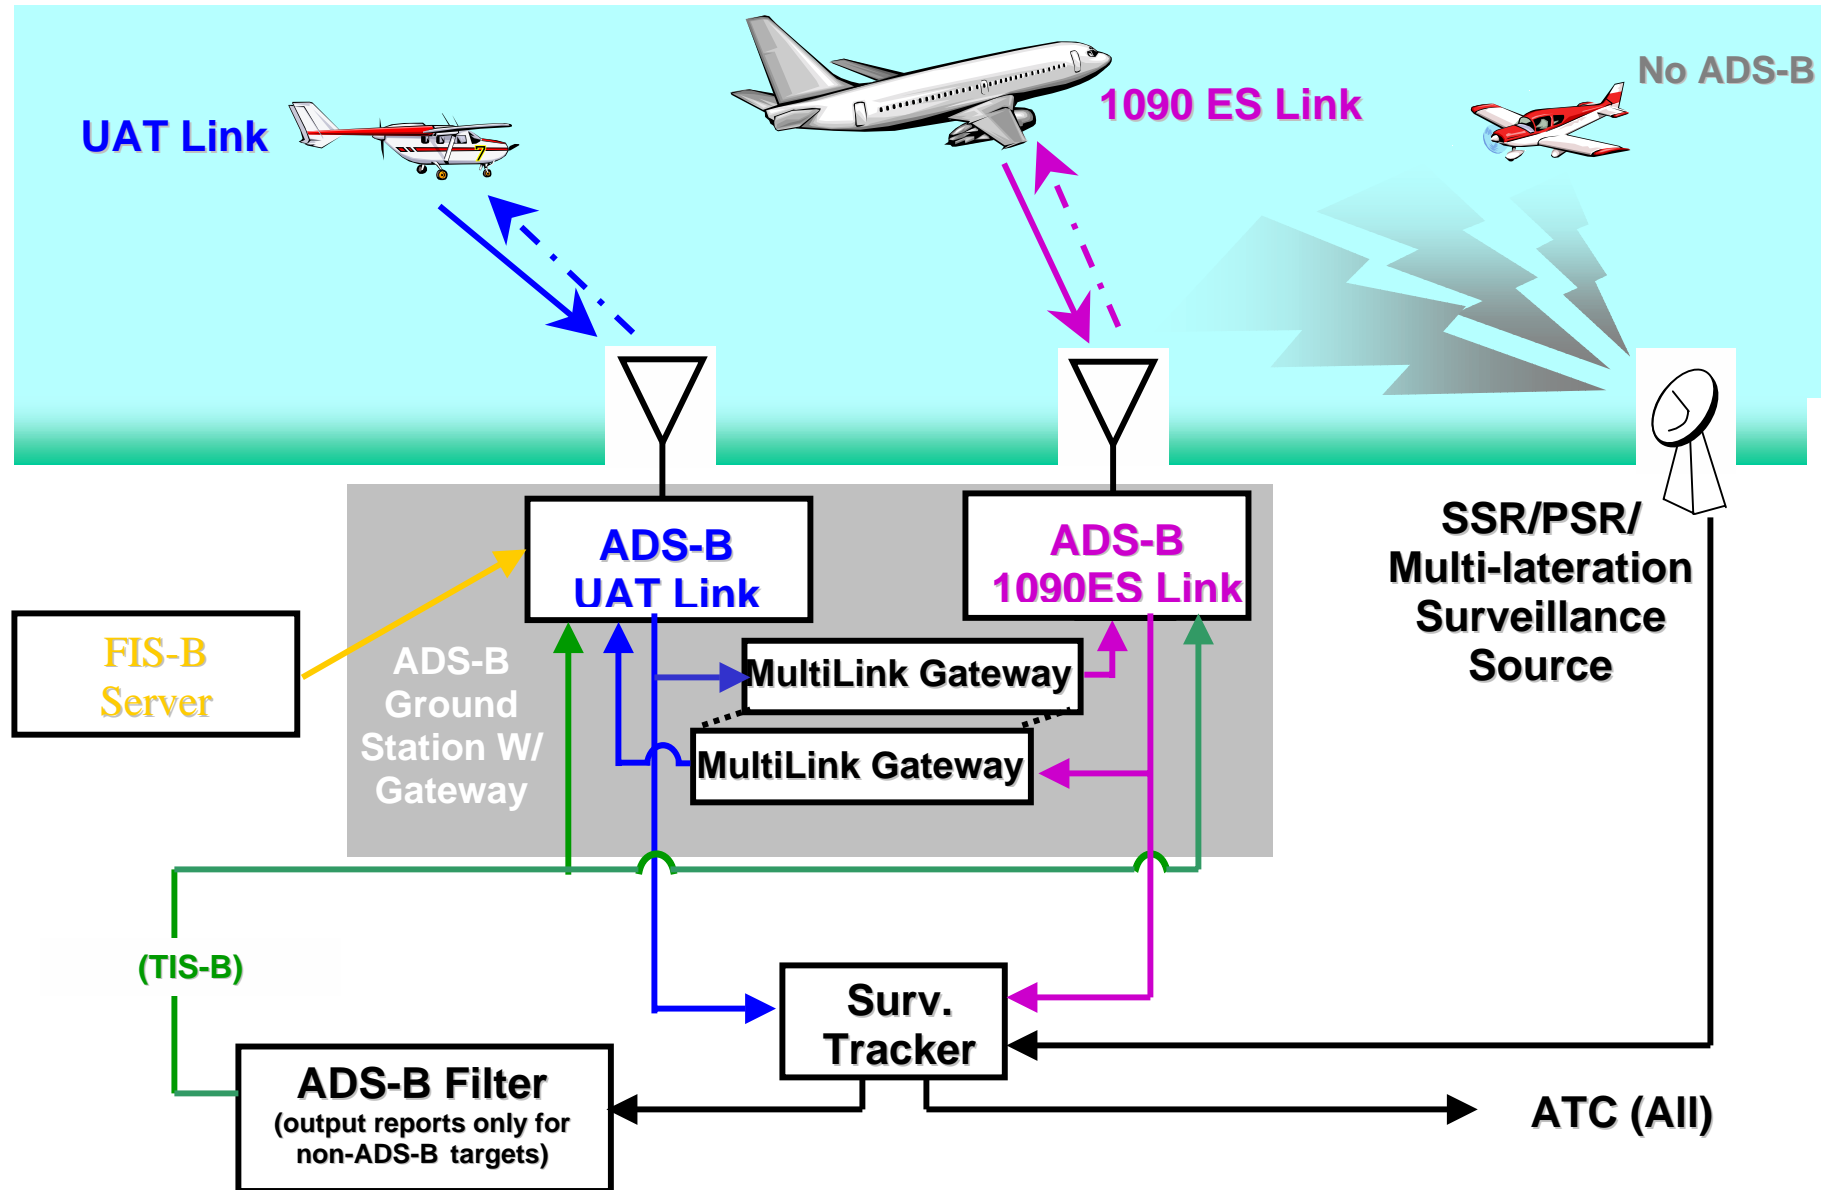 No ADS-B
1090 ES Link
UAT Link
7
ADS-B
UAT Link
ADS-B
1090ES Link
SSR/PSR/
Multi-lateration
Surveillance
Source
FIS-B
Server
ADS-B
Ground
Station W/
Gateway
MultiLink Gateway
MultiLink Gateway
(TIS-B)
Surv.
Tracker
ADS-B Filter
(output reports only for
non-ADS-B targets)
ATC (All)